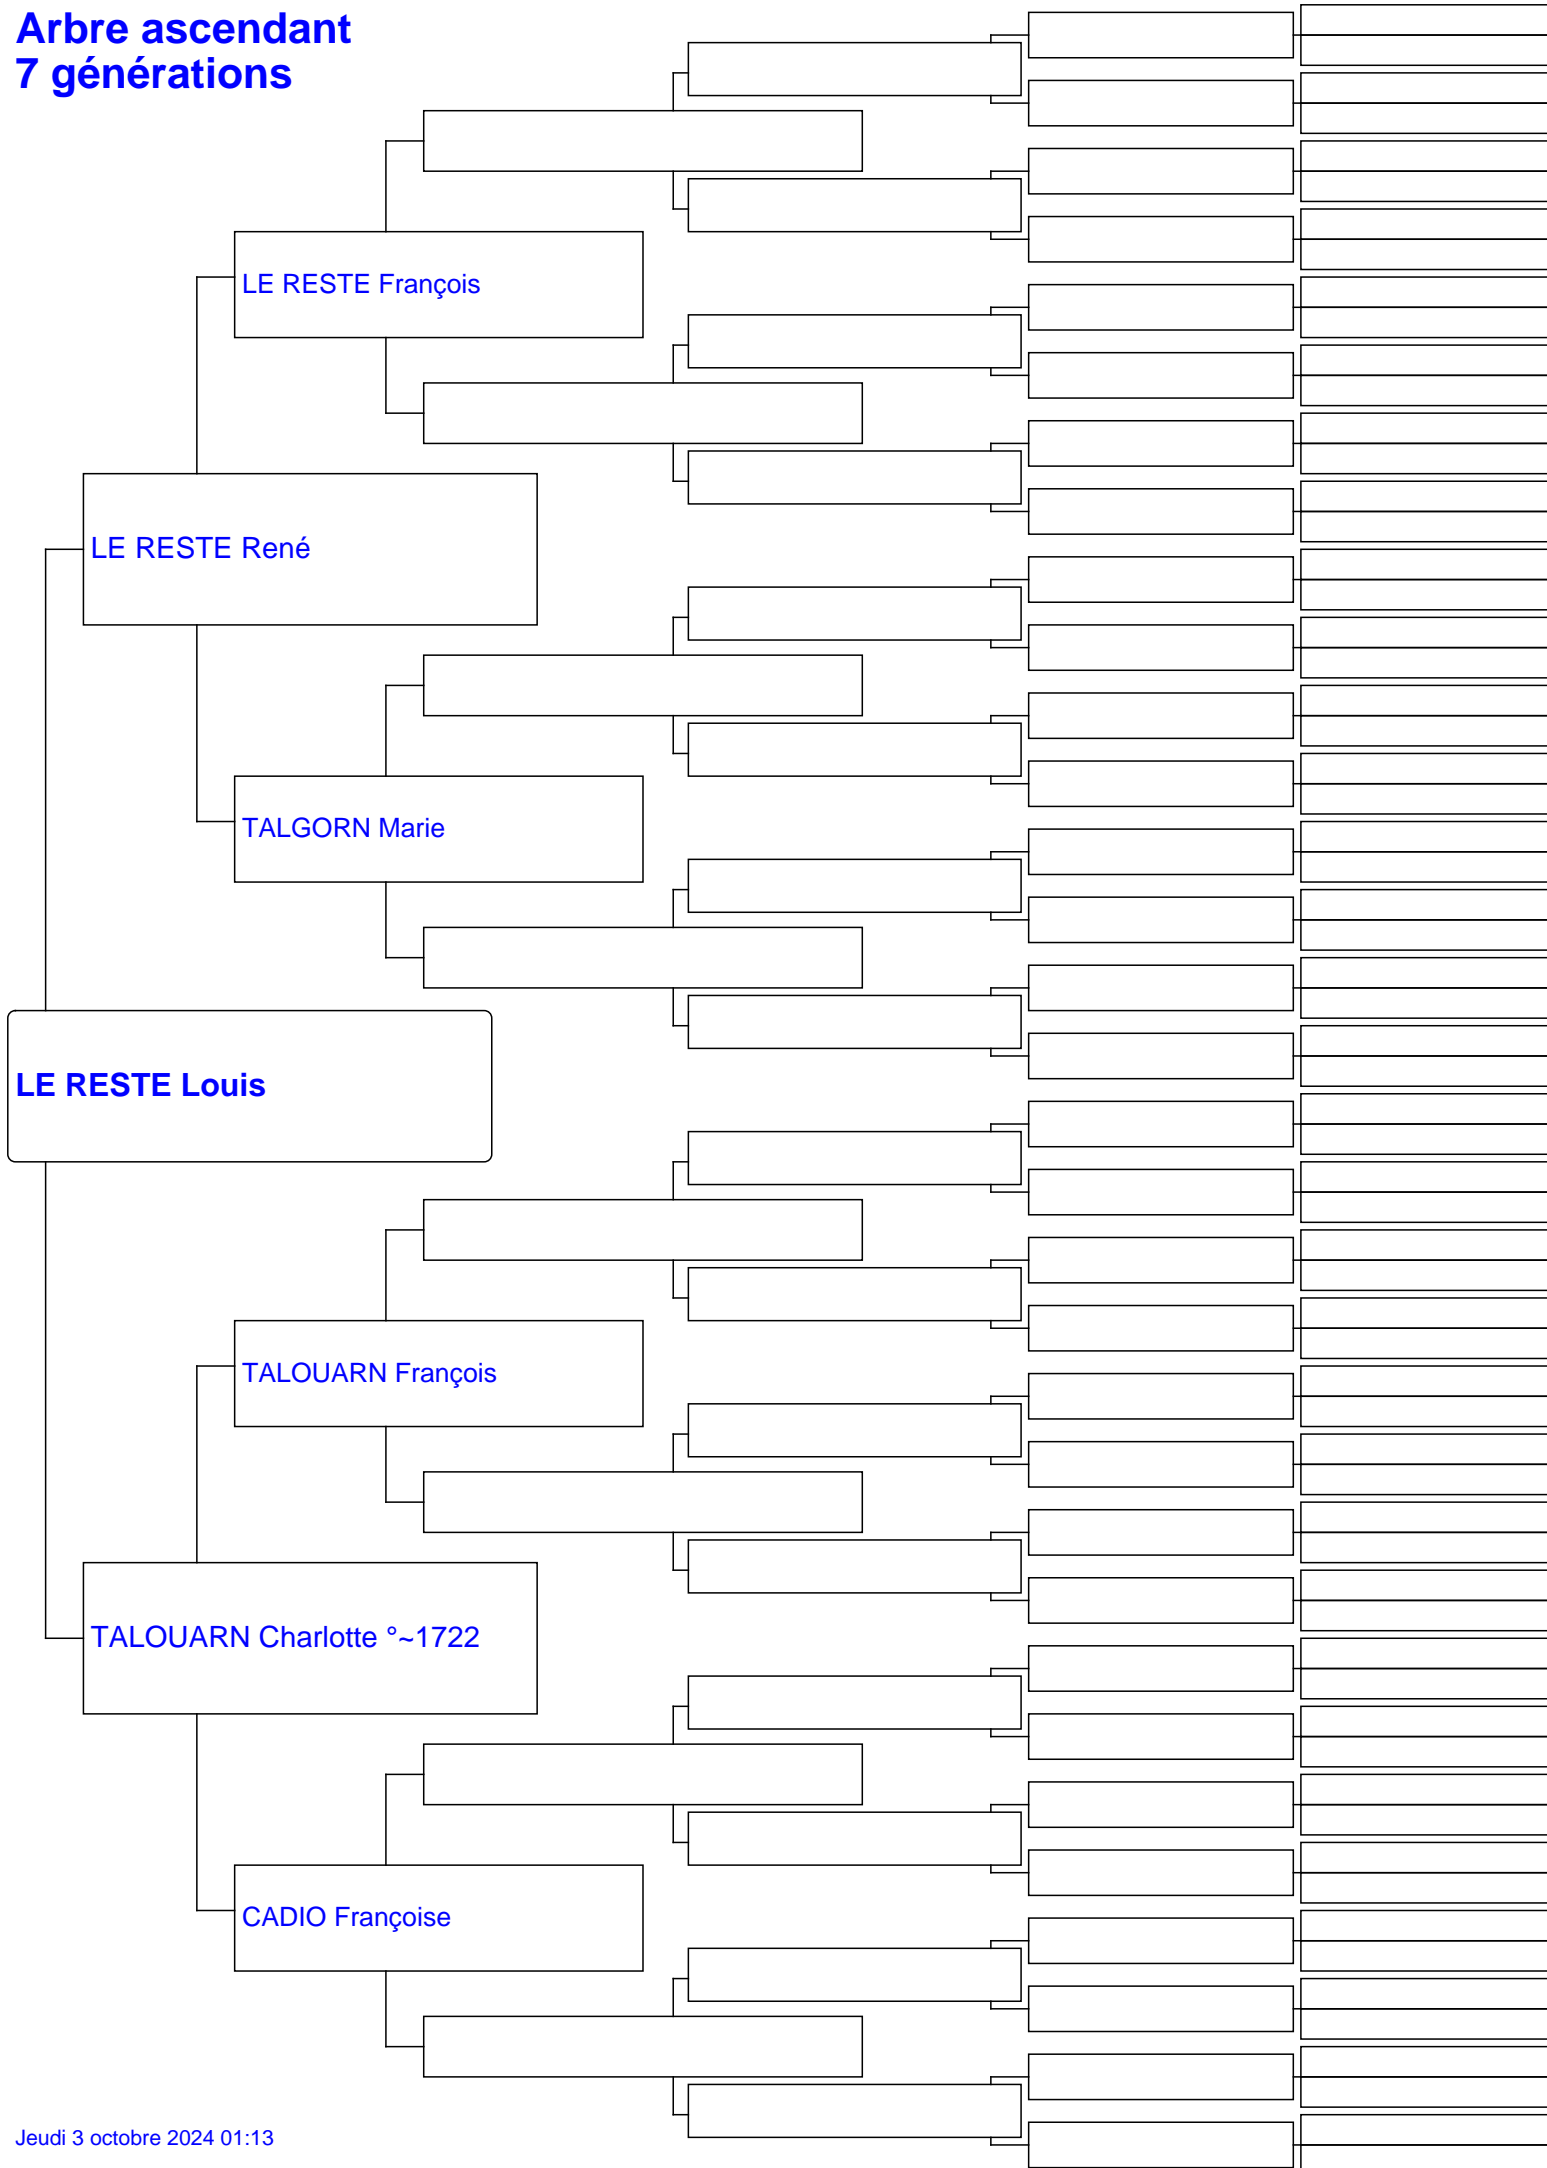 Arbre ascendant
7 générations
LE RESTE François
LE RESTE René
TALGORN Marie
LE RESTE Louis
TALOUARN François
TALOUARN Charlotte °~1722
CADIO Françoise
Jeudi 3 octobre 2024 01:13